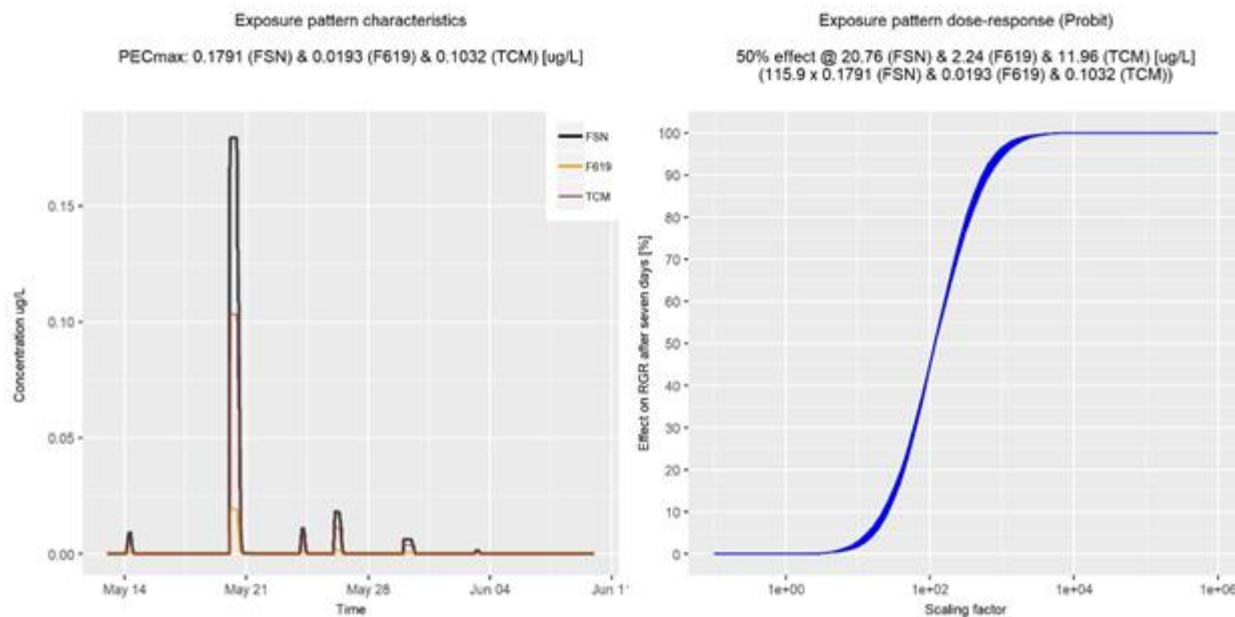 Exposure pattern characteristics
PECmax: 0.1791 (FSN) & 0.0193 (F619) & 0.1032 (TCM) [ug/L]
FSN
F619
TCM
0.15
0.10
0.05
0.00
Concentration ug/L
May 14
May 21
May 28
Jun 04
Jun 1
Time
Exposure pattern dose-response (Probit)
50% effect @ 20.76 (FSN) & 2.24 (F619) & 11.96 (TCM) [ug/L]
(115.9 x 0.1791 (FSN) & 0.0193 (F619) & 0.1032 (TCM))
100
90
80
70
60
50
40
30
20
10
0
Effect on RGR after seven days [%]
1e+00
1e+02
1e+04
1e+06
Scaling factor